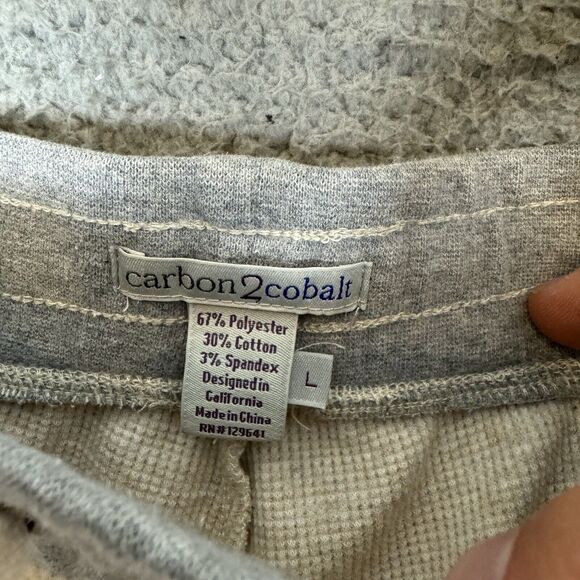 carbon2cobalt
67% Polyester
30% Cotton
3% Spandex
Designed in
California
Made in China
RN#129641
L